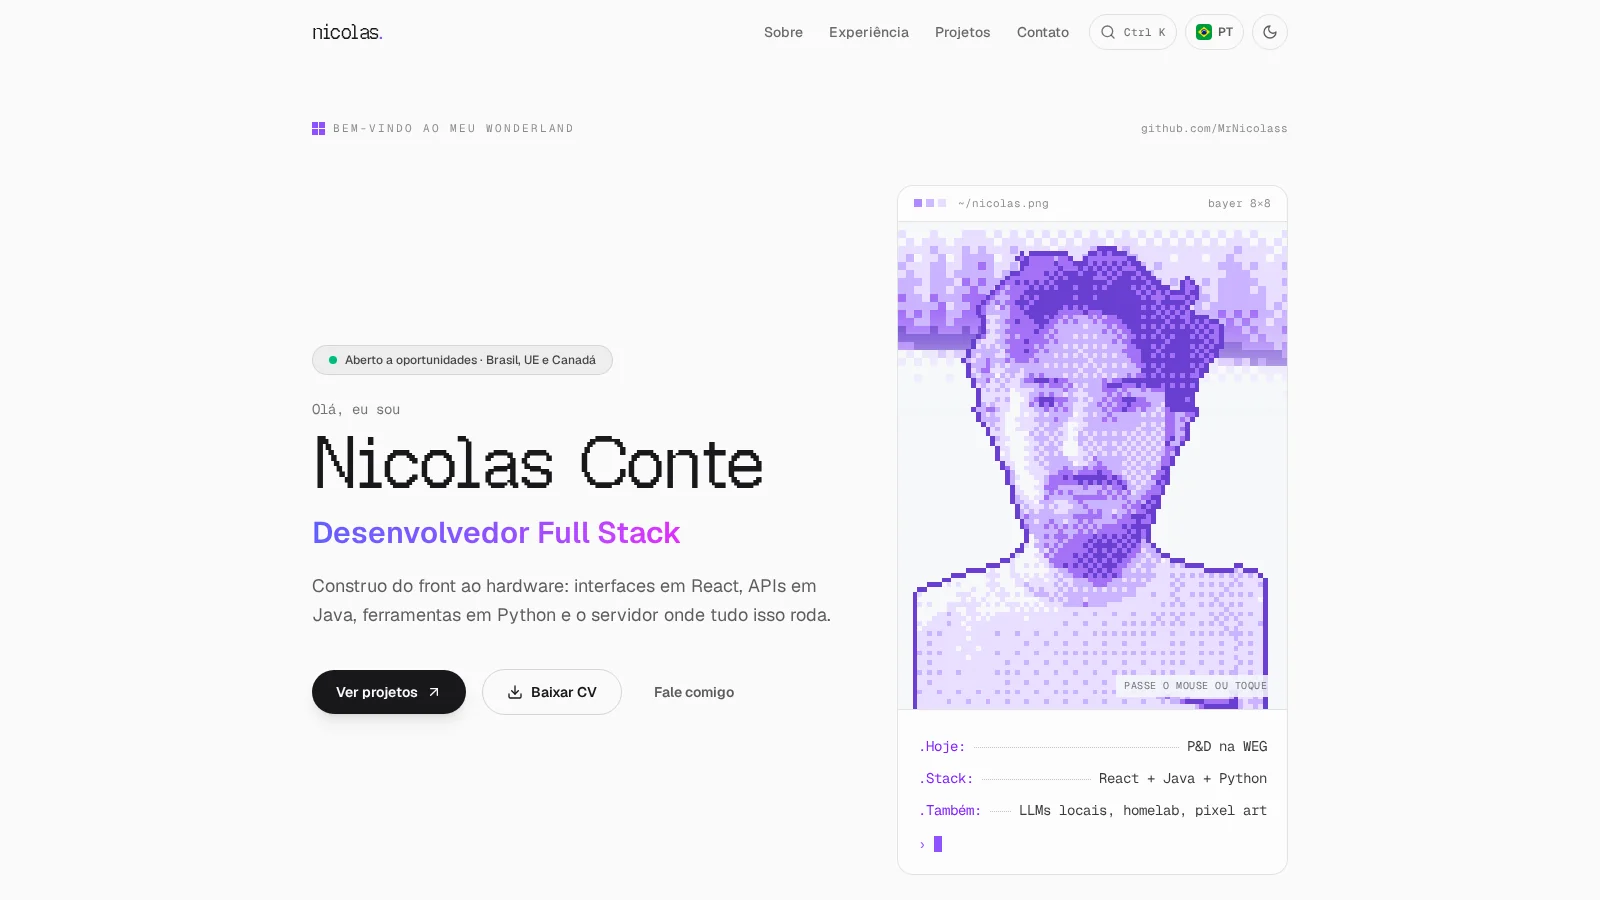 nicolas.
Sobre
Experiência
Projetos
Contato
Ctrl K
PT
BEM-VINDO AO MEU WONDERLAND
github.com/MrNicolass
Aberto a oportunidades · Brasil, UE e Canadá
Olá, eu sou
Nicolas Conte
Desenvolvedor Full Stack
Construo do front ao hardware: interfaces em React, APIs em
Java, ferramentas em Python e o servidor onde tudo isso roda.
Ver projetos
Baixar CV
Fale comigo
~/nicolas.png
bayer 8×8
PASSE O MOUSE OU TOQUE
.Hoje: P&D na WEG
.Stack: React + Java + Python
.Também: LLMs locais, homelab, pixel art
›